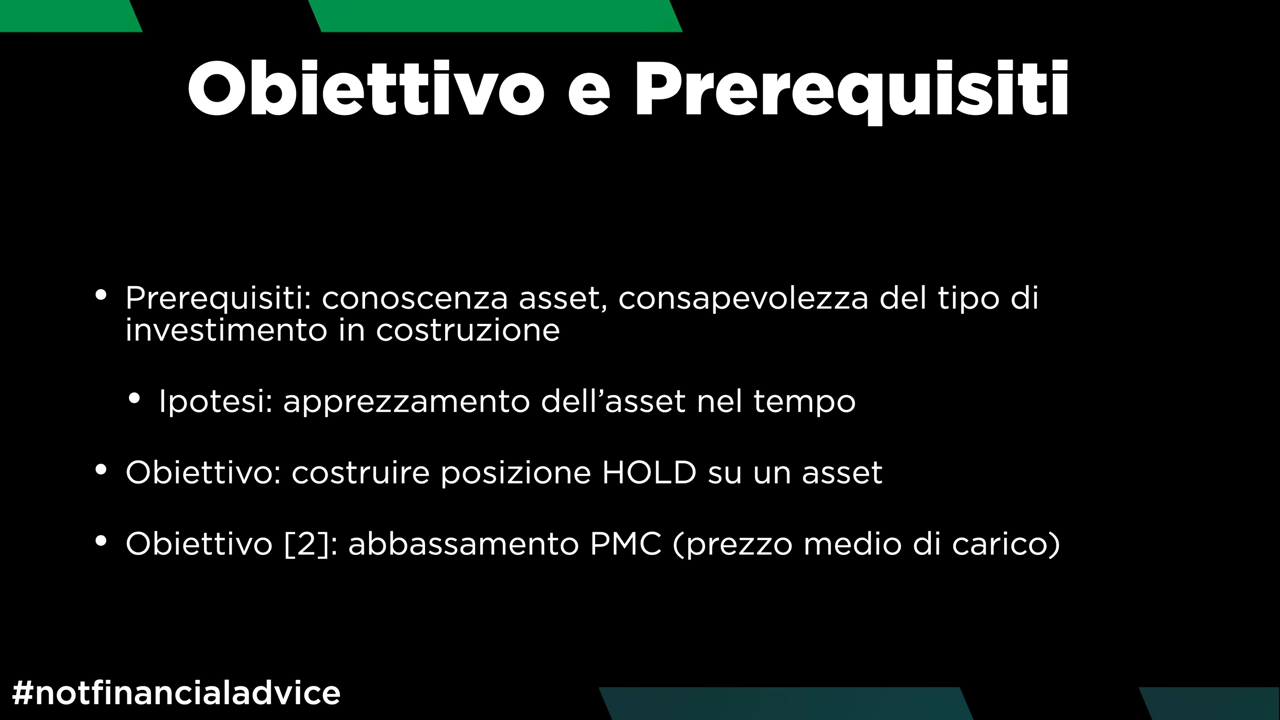 Obiettivo e Prerequisiti
• Prerequisiti: conoscenza asset, consapevolezza del tipo di
investimento in costruzione
• Ipotesi: apprezzamento dell’asset nel tempo
• Obiettivo: costruire posizione HOLD su un asset
• Obiettivo [2]: abbassamento PMC (prezzo medio di carico)
#notfinancialadvice